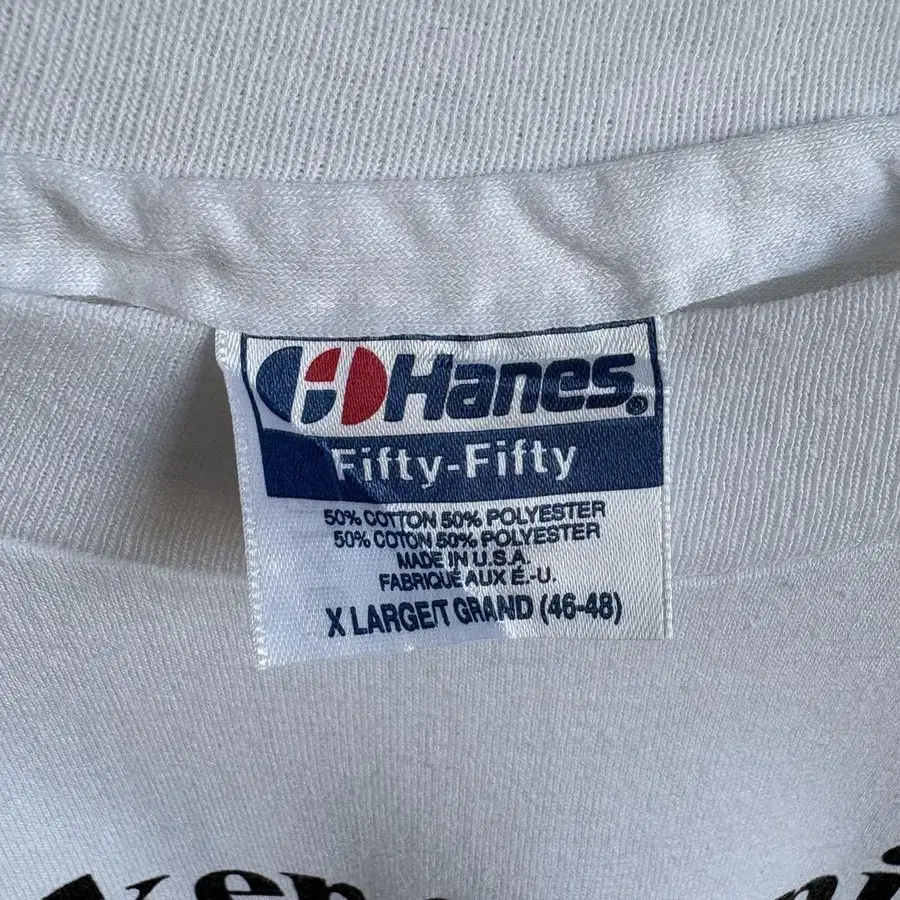 Hanes®
Fifty-Fifty
50% COTTON 50% POLYESTER
50% COTON 50% POLYESTER
MADE IN U.S.A.
FABRIQUÉ AUX É.-U.
X LARGE/T GRAND (46-48)